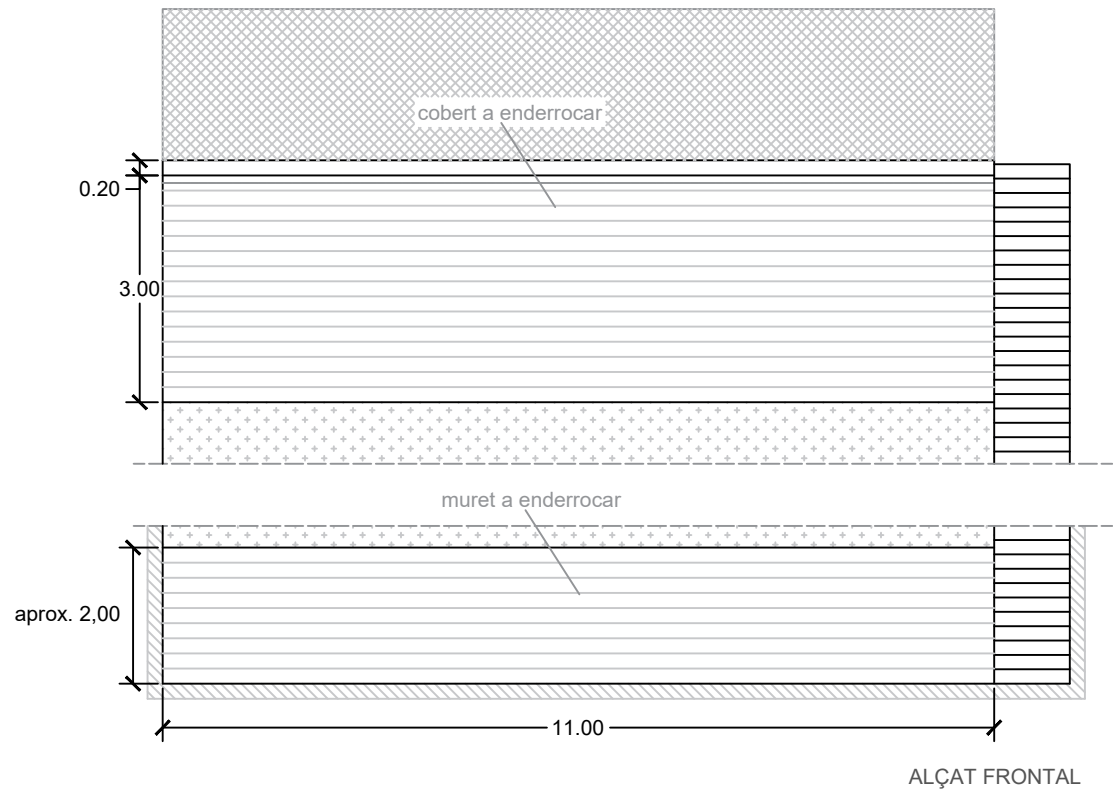 cobert a enderrocar
0.20
3.00
muret a enderrocar
aprox. 2,00
11.00
ALÇAT FRONTAL